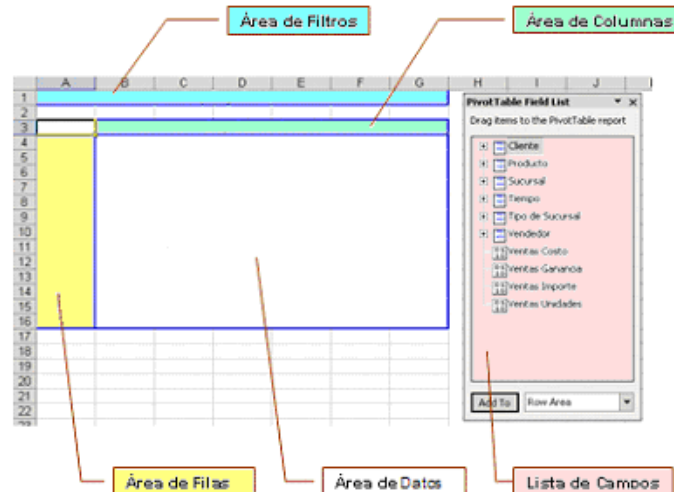 Área de Filtros
Área de Columnas
A B C D E F G H I J
1
2
3
4
5
6
7
8
9
10
11
12
13
14
15
16
17
18
19
20
21
22
PivotTable Field List
Drag items to the PivotTable report
Cliente
Producto
Sucursal
Tiempo
Tipo de Sucursal
Vendedor
Ventas Costo
Ventas Ganancia
Ventas Importe
Ventas Unidades
Add To Row Area
Área de Filas
Área de Datos
Lista de Campos